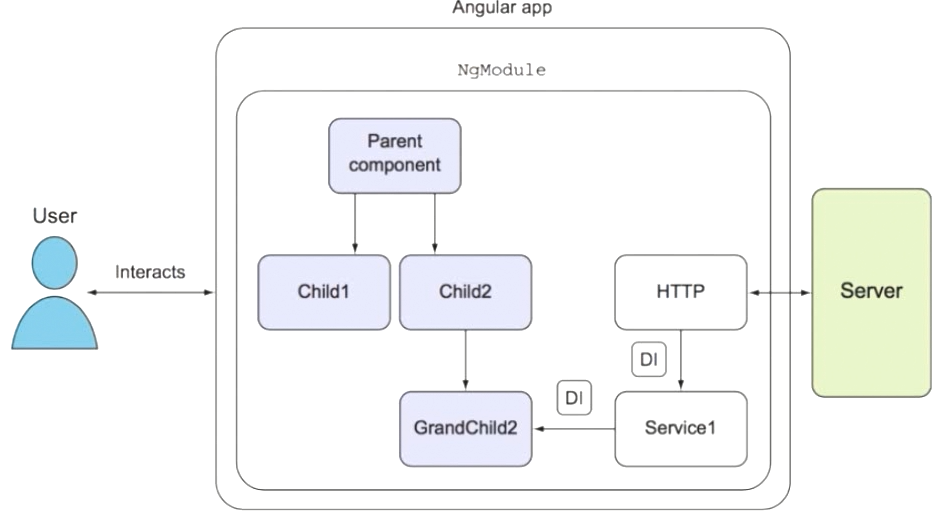 Angular app
NgModule
Parent
component
User
Interacts
Child1
Child2
HTTP
Server
DI
DI
GrandChild2
Service1